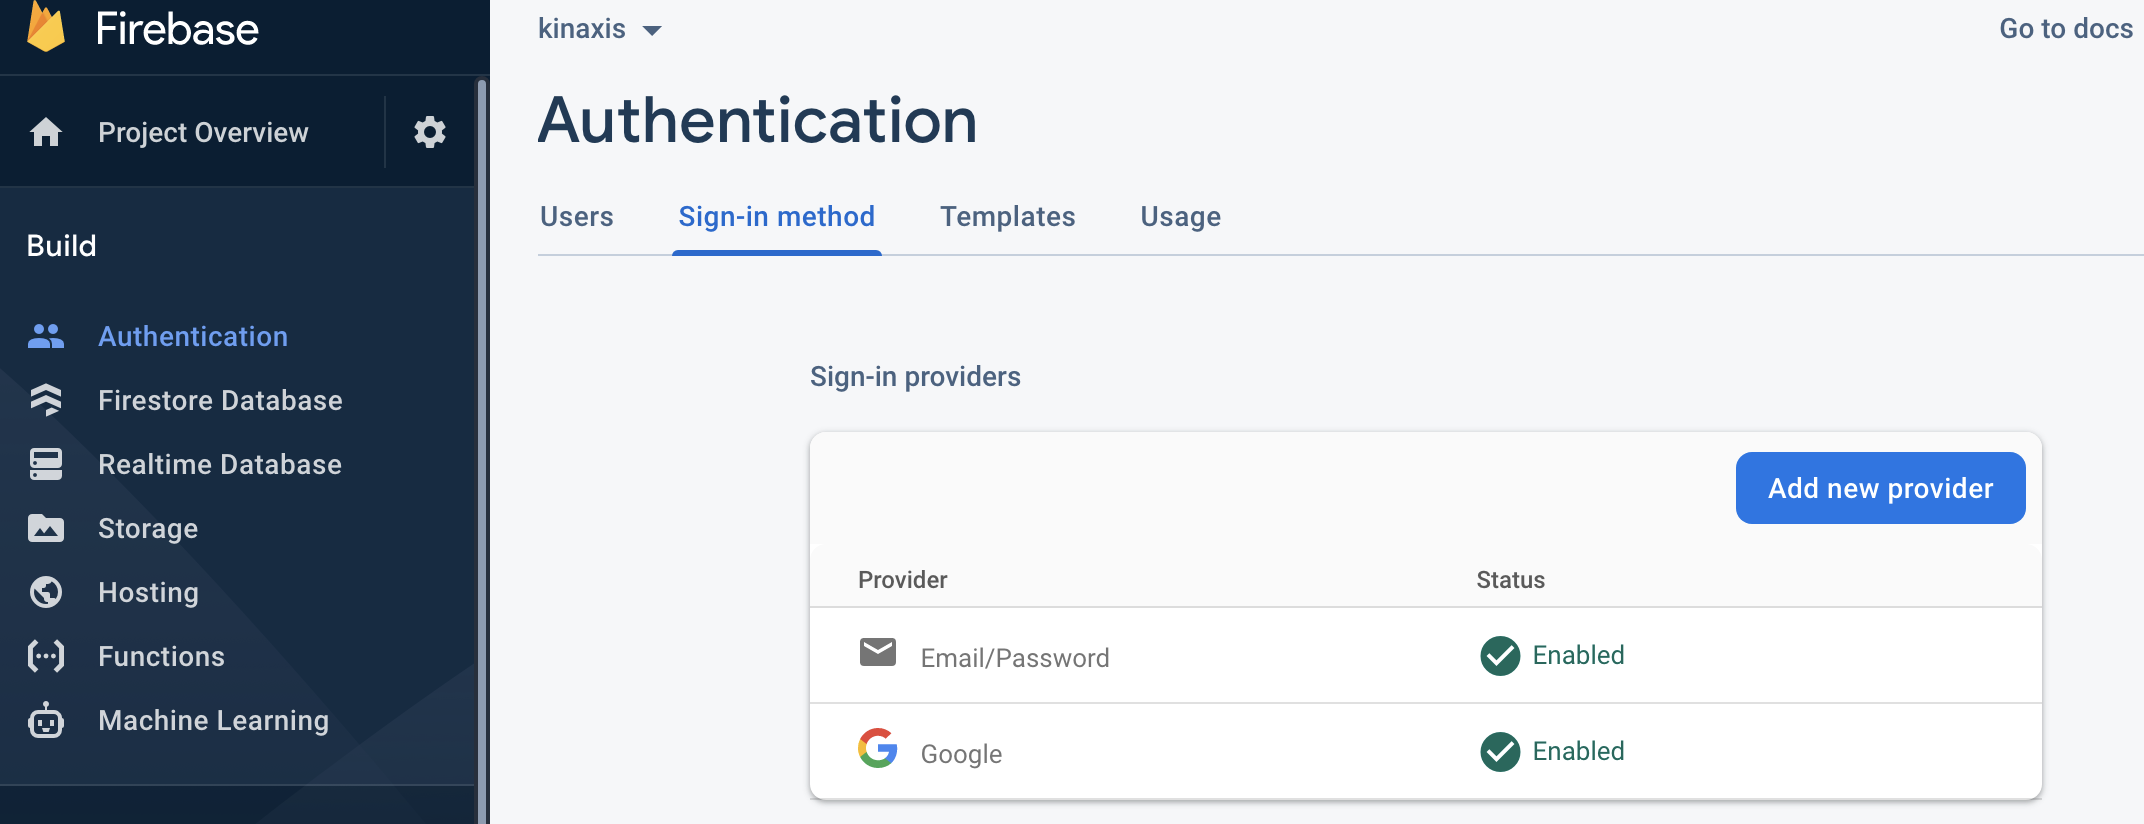 Firebase
Project Overview
Build
Authentication
Firestore Database
Realtime Database
Storage
Hosting
Functions
Machine Learning
kinaxis
Go to docs
Authentication
Users Sign-in method Templates Usage
Sign-in providers
Add new provider
Provider Status
Email/Password Enabled
Google Enabled